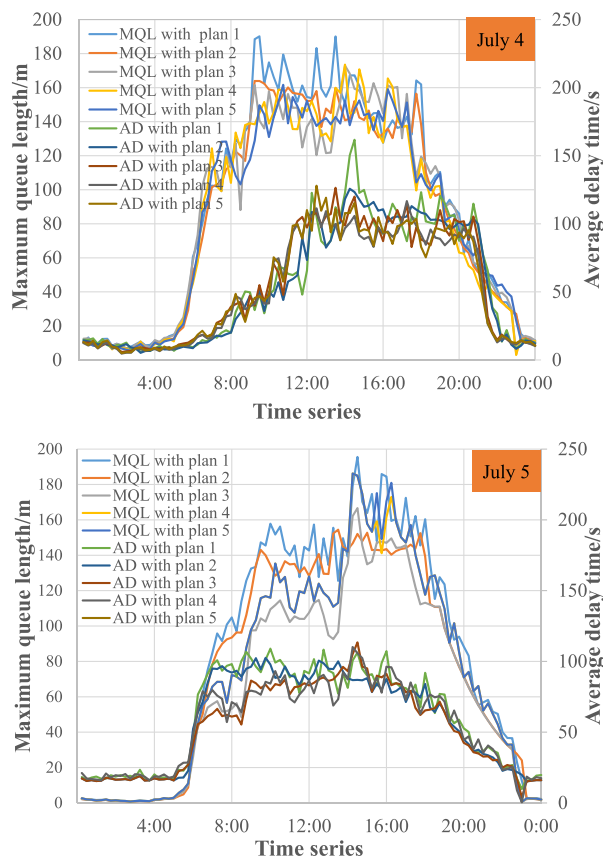 July 4
200
180
160
140
120
100
80
60
40
20
0
Maxmum queue length/m
MQL with plan 1
MQL with plan 2
MQL with plan 3
MQL with plan 4
MQL with plan 5
AD with plan 1
AD with plan 2
AD with plan 3
AD with plan 4
AD with plan 5
250
200
150
100
50
0
Average delay time/s
4:00 8:00 12:00 16:00 20:00 0:00
Time series
July 5
200
180
160
140
120
100
80
60
40
20
0
Maximum queue length/m
MQL with plan 1
MQL with plan 2
MQL with plan 3
MQL with plan 4
MQL with plan 5
AD with plan 1
AD with plan 2
AD with plan 3
AD with plan 4
AD with plan 5
250
200
150
100
50
0
Average delay time/s
4:00 8:00 12:00 16:00 20:00 0:00
Time series